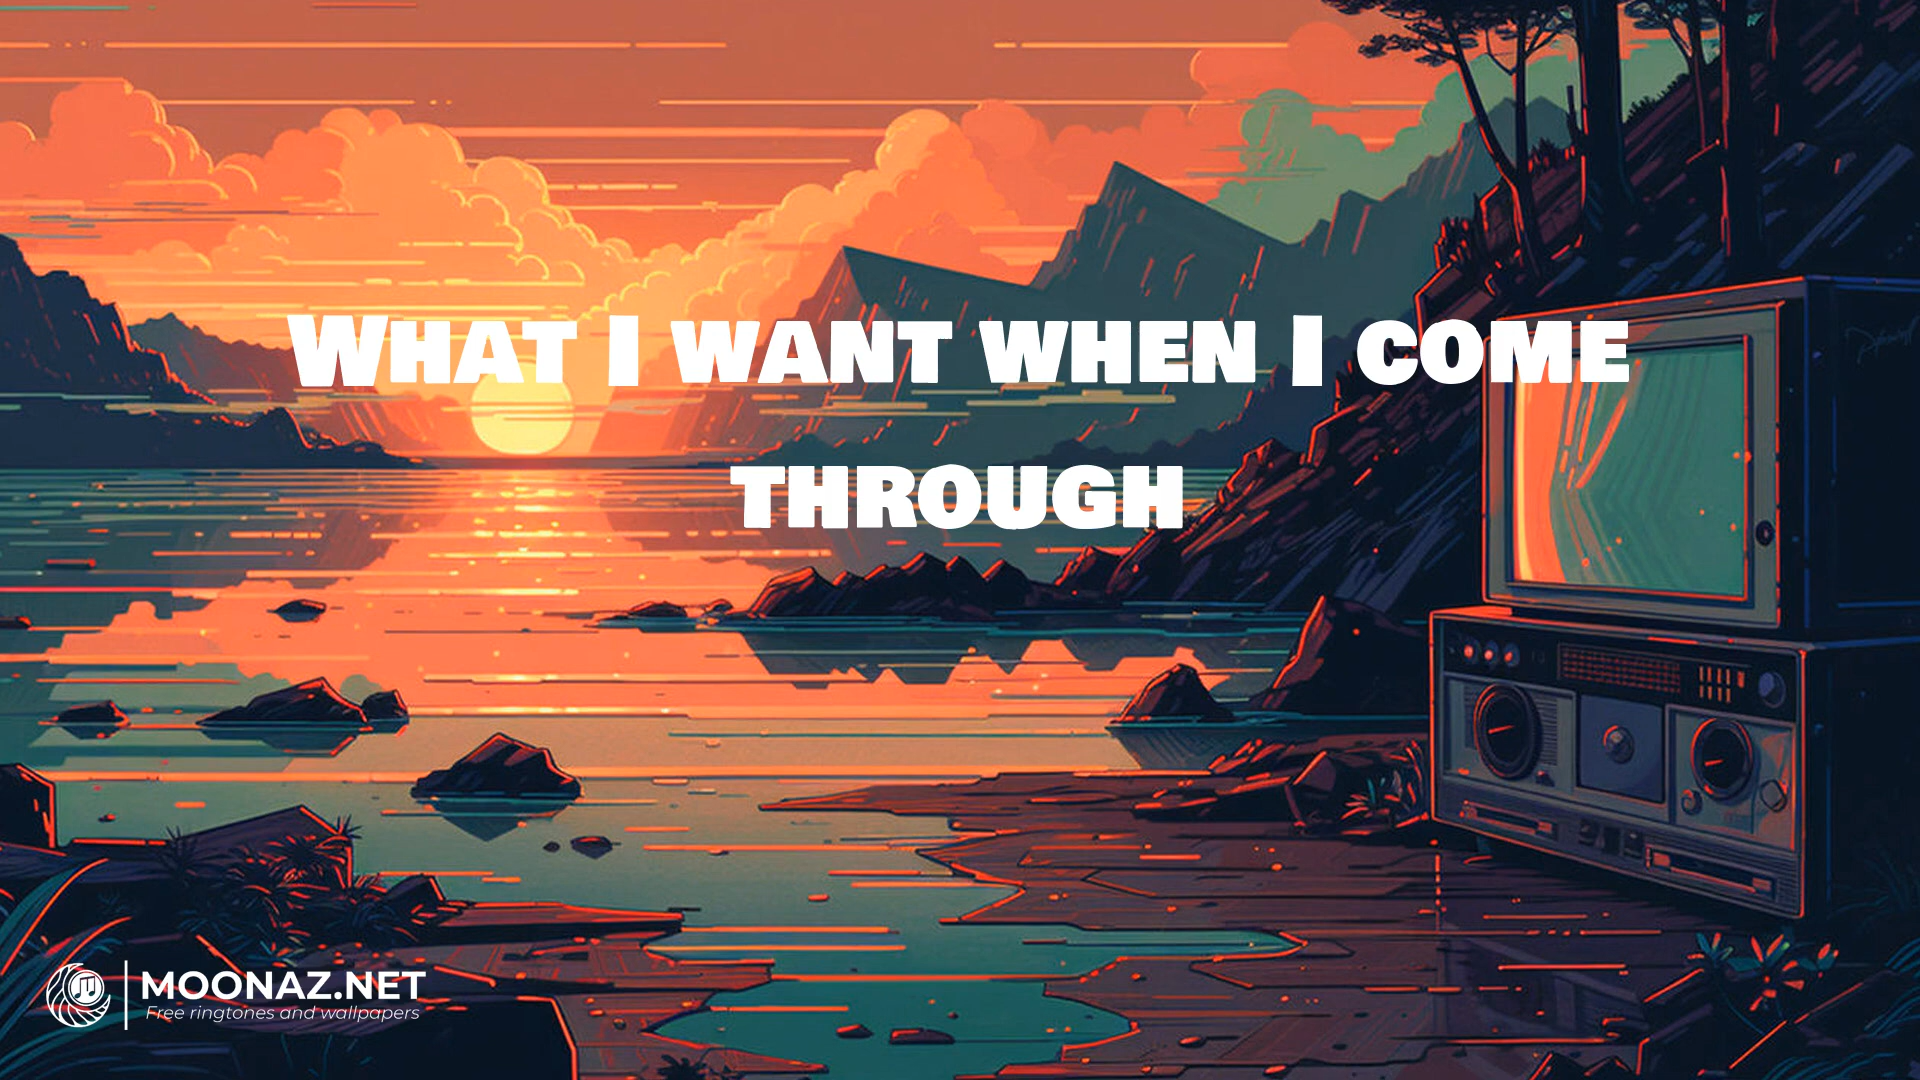 What I want when I come
through
MOONAZ.NET
Free ringtones and wallpapers